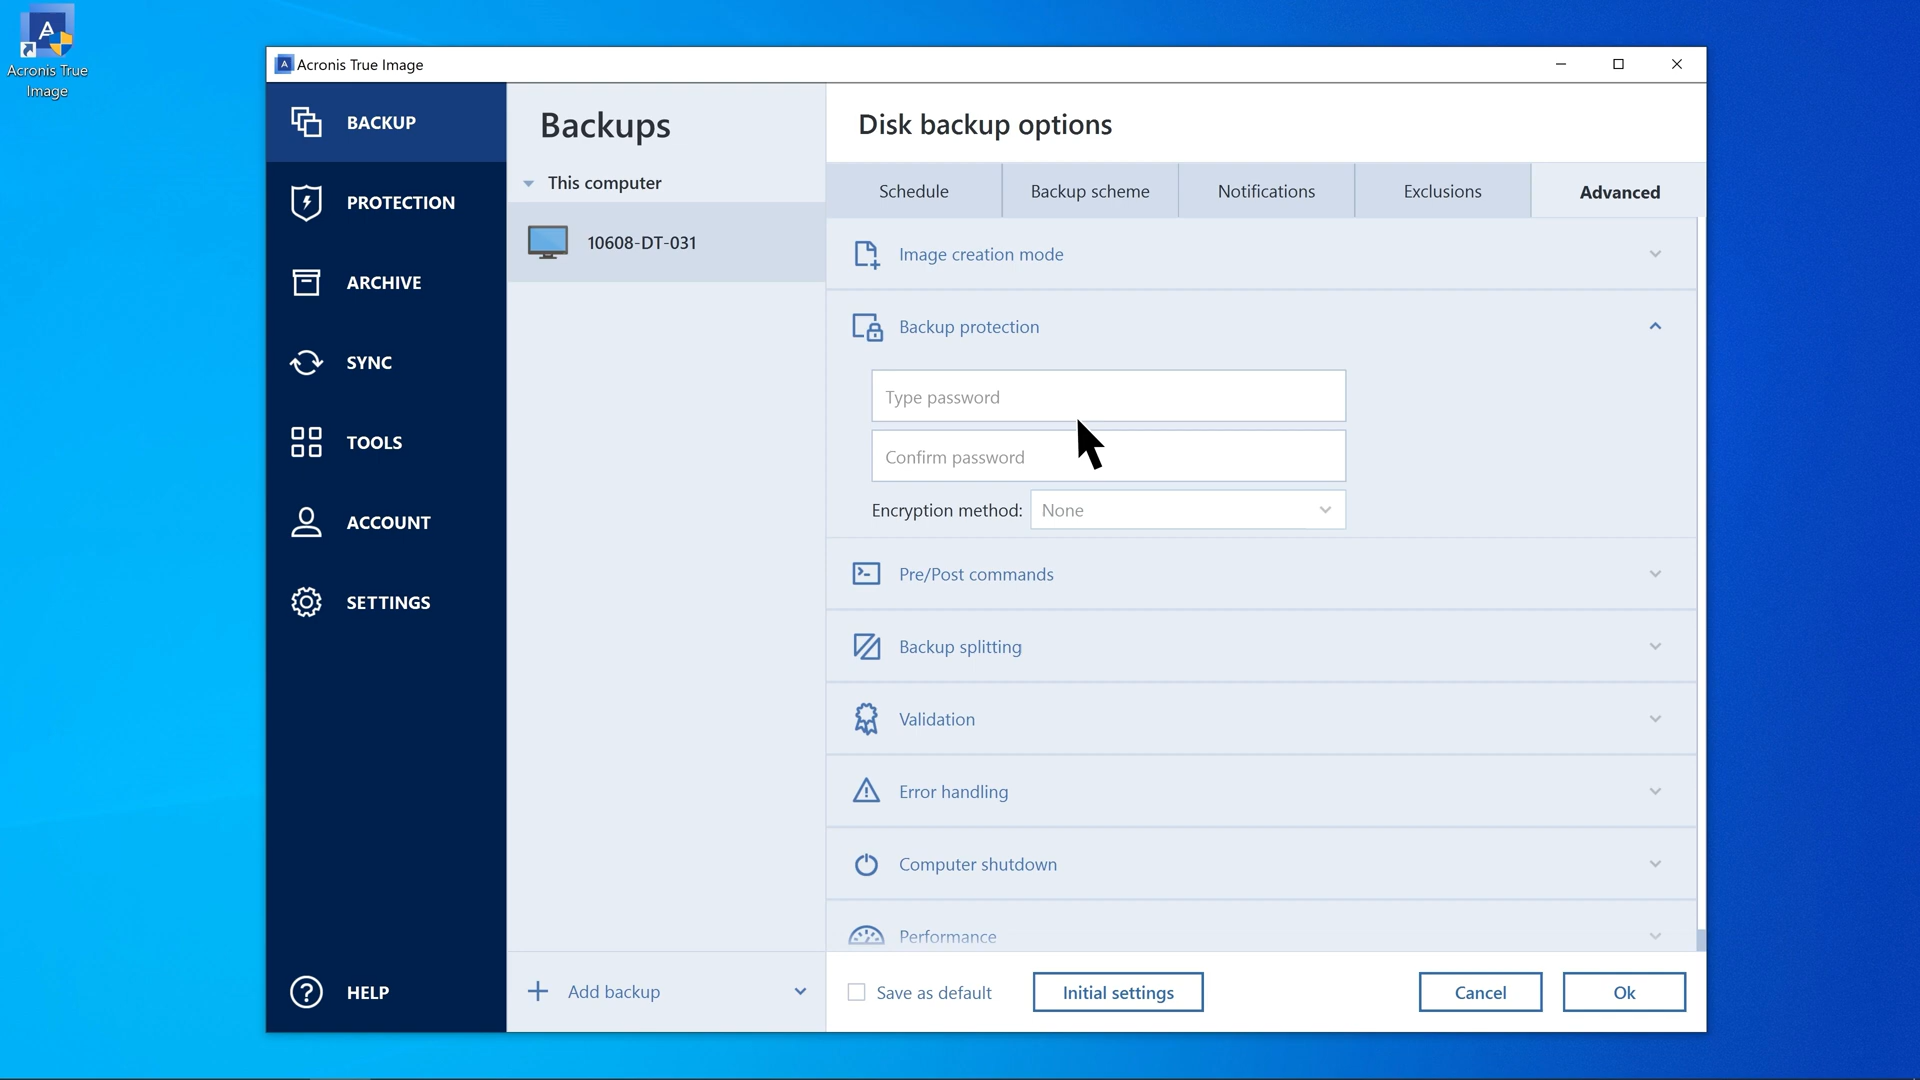 Acronis True
Image
Acronis True Image
BACKUP
PROTECTION
ARCHIVE
SYNC
TOOLS
ACCOUNT
SETTINGS
HELP
Backups
This computer
10608-DT-031
Add backup
Disk backup options
Schedule
Backup scheme
Notifications
Exclusions
Advanced
Image creation mode
Backup protection
Type password
Confirm password
Encryption method: None
Pre/Post commands
Backup splitting
Validation
Error handling
Computer shutdown
Performance
Save as default
Initial settings
Cancel
Ok